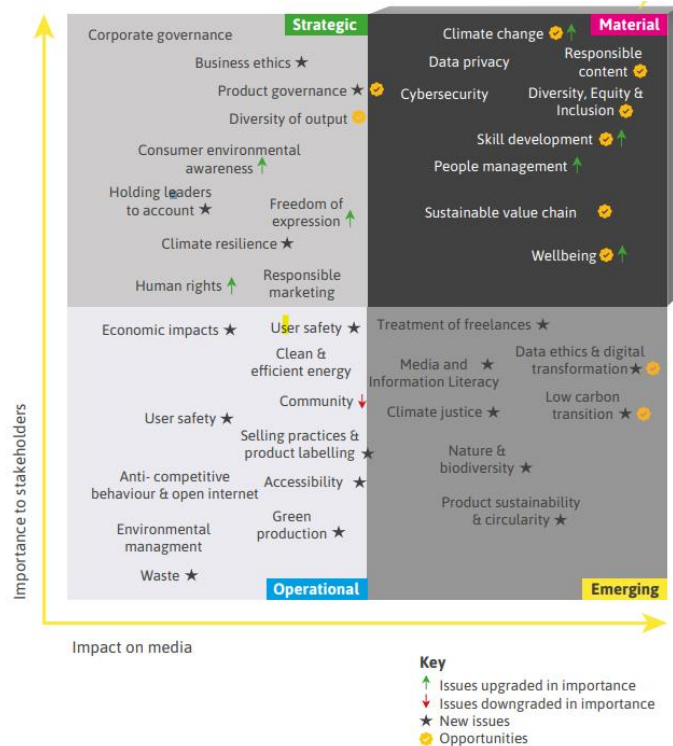 Strategic
Material
Corporate governance
Business ethics ★
Product governance ★
Diversity of output
Consumer environmental
awareness ↑
Holding leaders
to account ★
Freedom of
expression ↑
Climate resilience ★
Human rights ↑
Responsible
marketing
Climate change ↑
Data privacy
Responsible
content
Cybersecurity
Diversity, Equity &
Inclusion
Skill development ↑
People management ↑
Sustainable value chain
Wellbeing ↑
Economic impacts ★
User safety ★
Clean &
efficient energy
Community ↓
User safety ★
Selling practices &
product labelling ★
Anti- competitive
behaviour & open internet
Accessibility ★
Green
production ★
Environmental
managment
Waste ★
Operational
Treatment of freelances ★
Media and ★
Information Literacy
Data ethics & digital
transformation ★
Climate justice ★
Low carbon
transition ★
Nature &
biodiversity ★
Product sustainability
& circularity ★
Emerging
Importance to stakeholders
Impact on media
Key
↑ Issues upgraded in importance
↓ Issues downgraded in importance
★ New issues
Opportunities